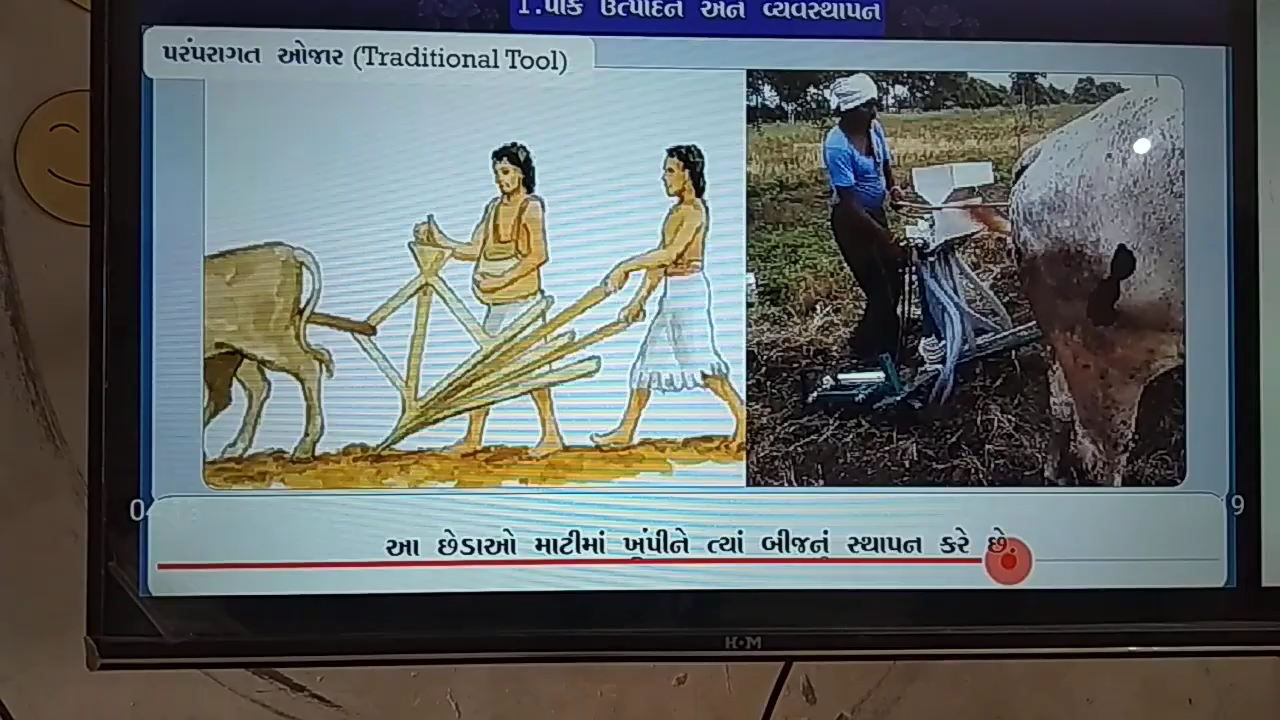 1.પાક ઉત્પાદન અને વ્યવસ્થાપન
પરંપરાગત ઓજાર (Traditional Tool)
આ છેડાઓ માટીમાં ખુંપીને ત્યાં બીજનું સ્થાપન કરે છે.
H•M